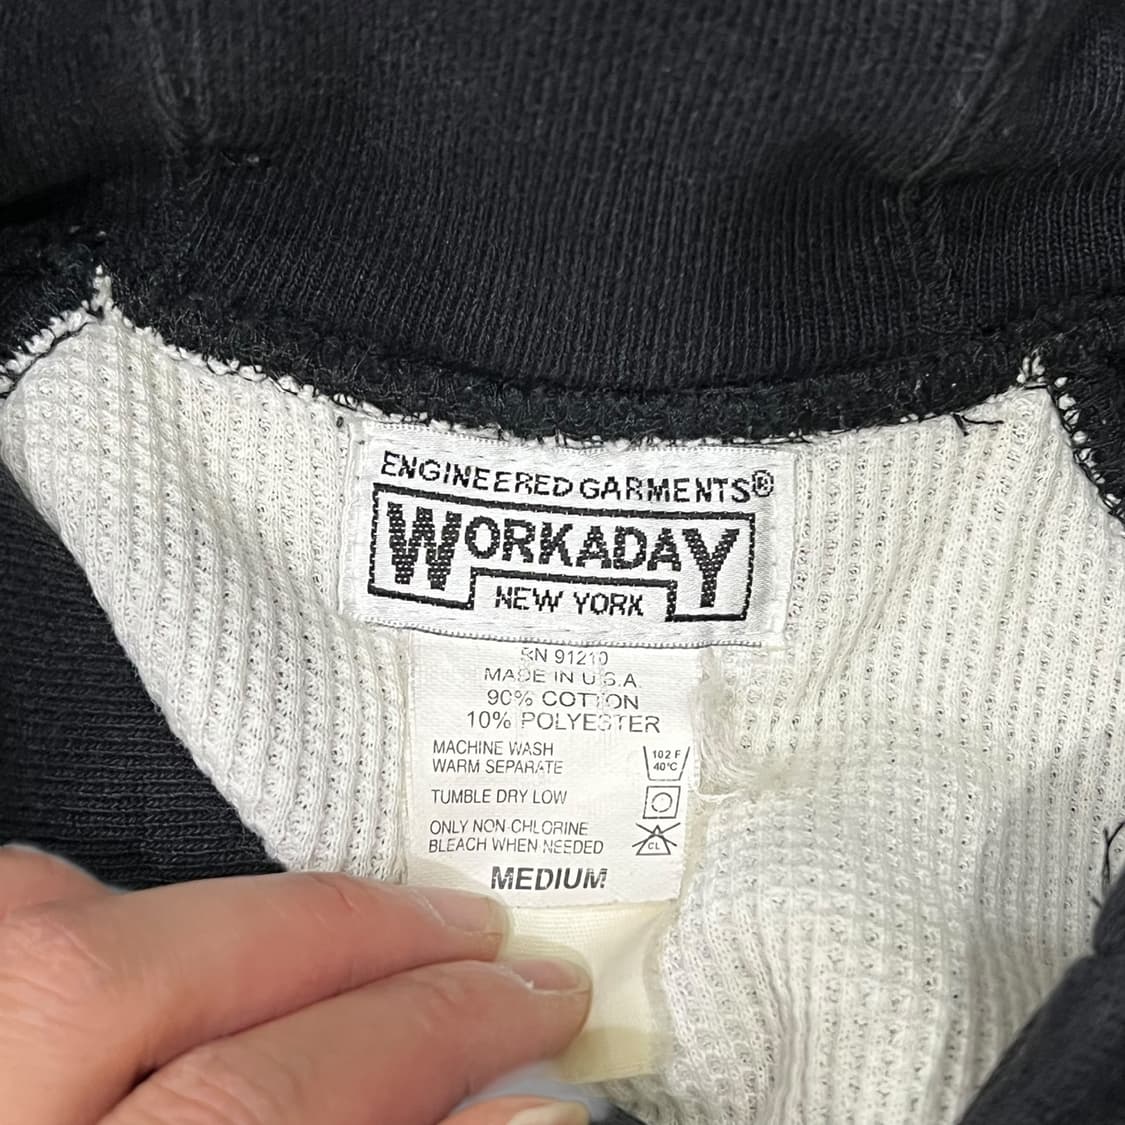 ENGINEERED GARMENTS®
WORKADAY
NEW YORK
RN 91210
MADE IN U.S.A.
90% COTTON
10% POLYESTER
MACHINE WASH
WARM SEPARATE
102 F
40°C
TUMBLE DRY LOW
ONLY NON-CHLORINE
BLEACH WHEN NEEDED
CL
MEDIUM